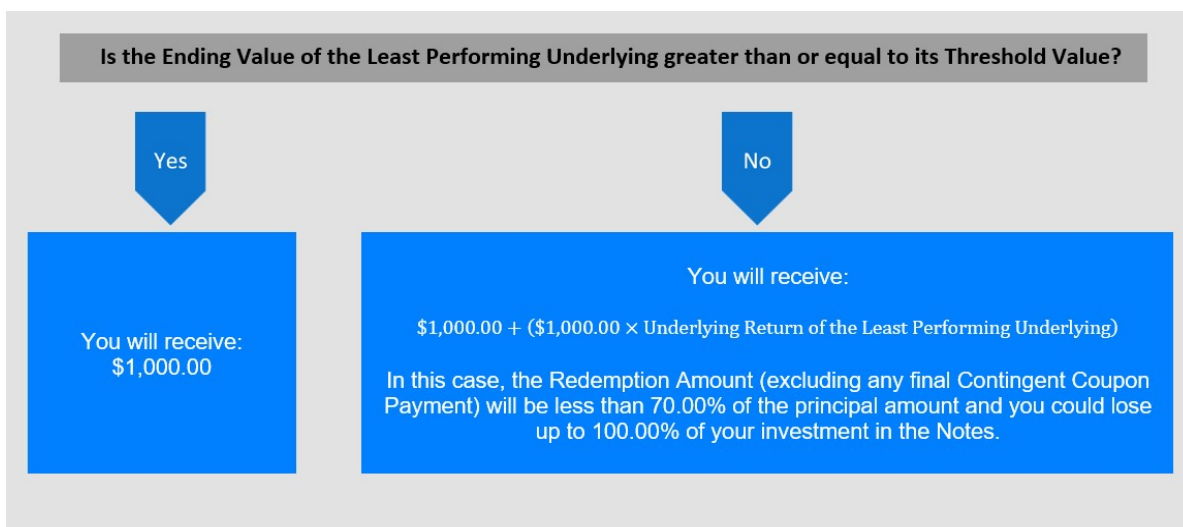 Is the Ending Value of the Least Performing Underlying greater than or equal to its Threshold Value?
Yes
No
You will receive:
$1,000.00
You will receive:
$1,000.00 + ($1,000.00 × Underlying Return of the Least Performing Underlying)
In this case, the Redemption Amount (excluding any final Contingent Coupon
Payment) will be less than 70.00% of the principal amount and you could lose
up to 100.00% of your investment in the Notes.